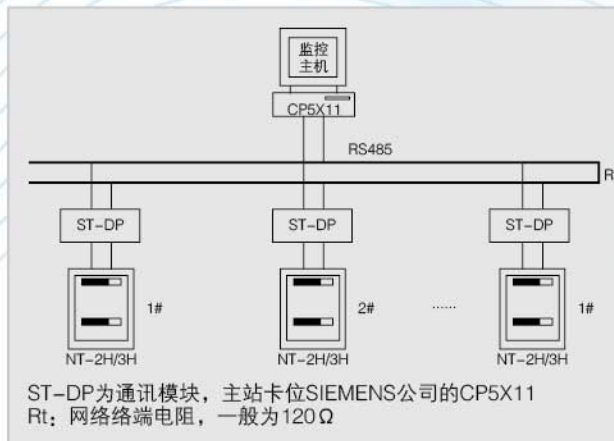 监控
主机
CP5X11
RS485
R
ST-DP
ST-DP
ST-DP
1#
2#
……
1#
NT-2H/3H
NT-2H/3H
NT-2H/3H
ST-DP为通讯模块，主站卡位SIEMENS公司的CP5X11
Rt：网络络端电阻，一般为120Ω